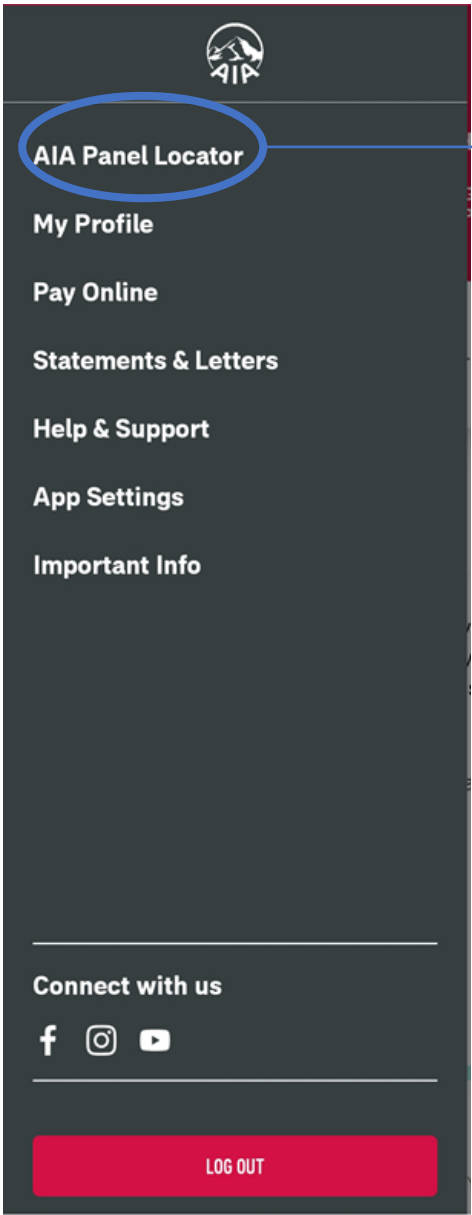 AIA
AIA Panel Locator
My Profile
Pay Online
Statements & Letters
Help & Support
App Settings
Important Info
Connect with us
LOG OUT